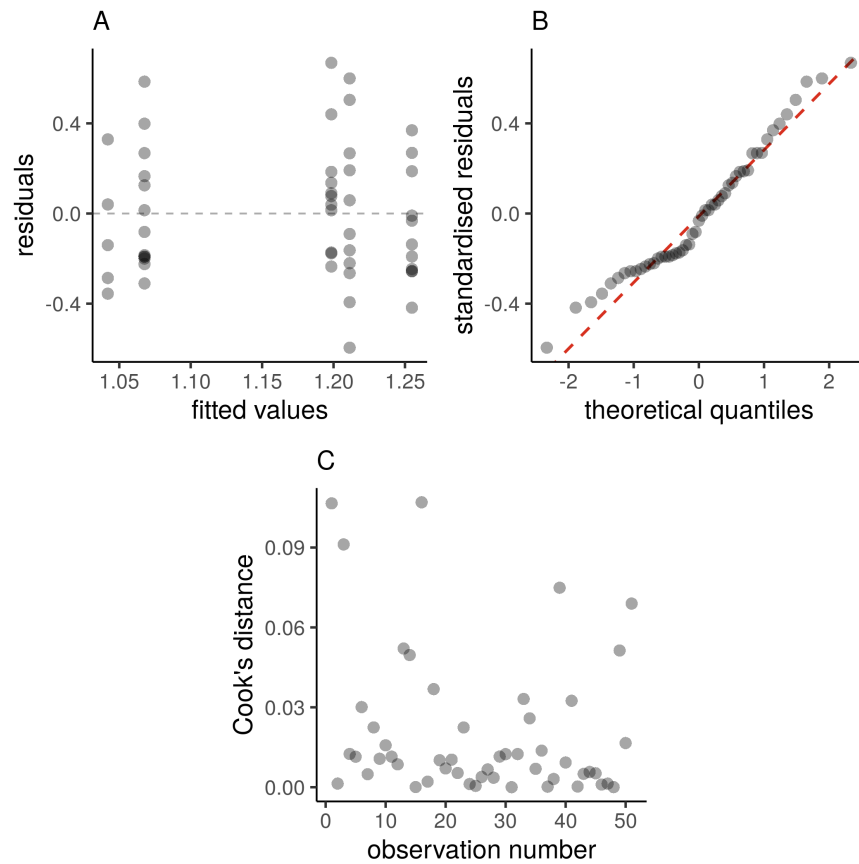 A
residuals
0.4
0.0
-0.4
1.05 1.10 1.15 1.20 1.25
fitted values
B
standardised residuals
0.4
0.0
-0.4
-2 -1 0 1 2
theoretical quantiles
C
Cook's distance
0.09
0.06
0.03
0.00
0 10 20 30 40 50
observation number